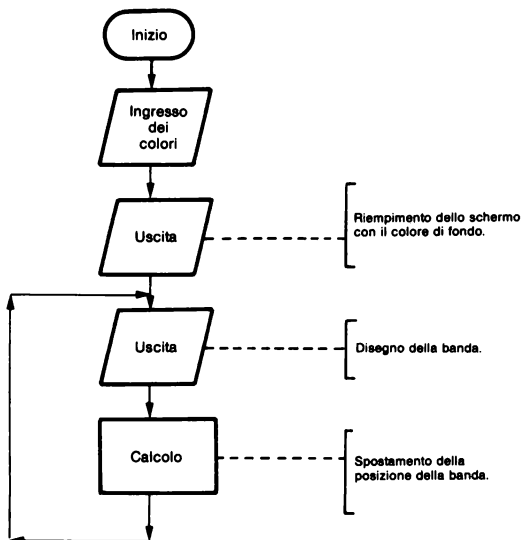 Inizio
Ingresso
dei
colori
Uscita
Riempimento dello schermo
con il colore di fondo.
Uscita
Disegno della banda.
Calcolo
Spostamento della
posizione della banda.